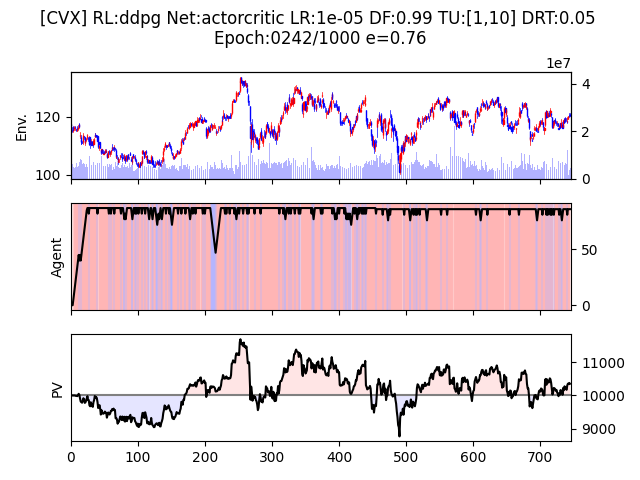 [CVX] RL:ddpg Net:actorcritic LR:1e-05 DF:0.99 TU:[1,10] DRT:0.05
Epoch:0242/1000 e=0.76
1e7
Env.
120
100
4
2
0
Agent
50
0
PV
11000
10000
9000
0 100 200 300 400 500 600 700